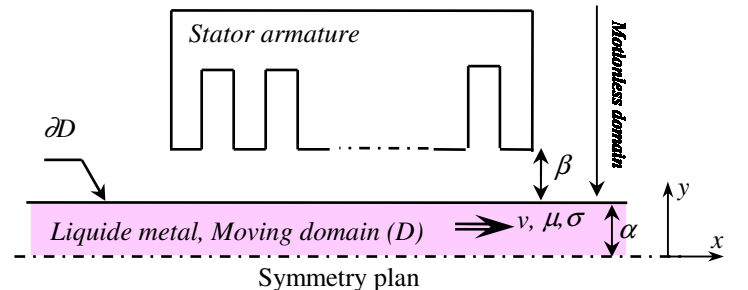 Stator armature
Motionless domain
∂D
β
Liquide metal, Moving domain (D)
v, μ,σ
α
y
x
Symmetry plan